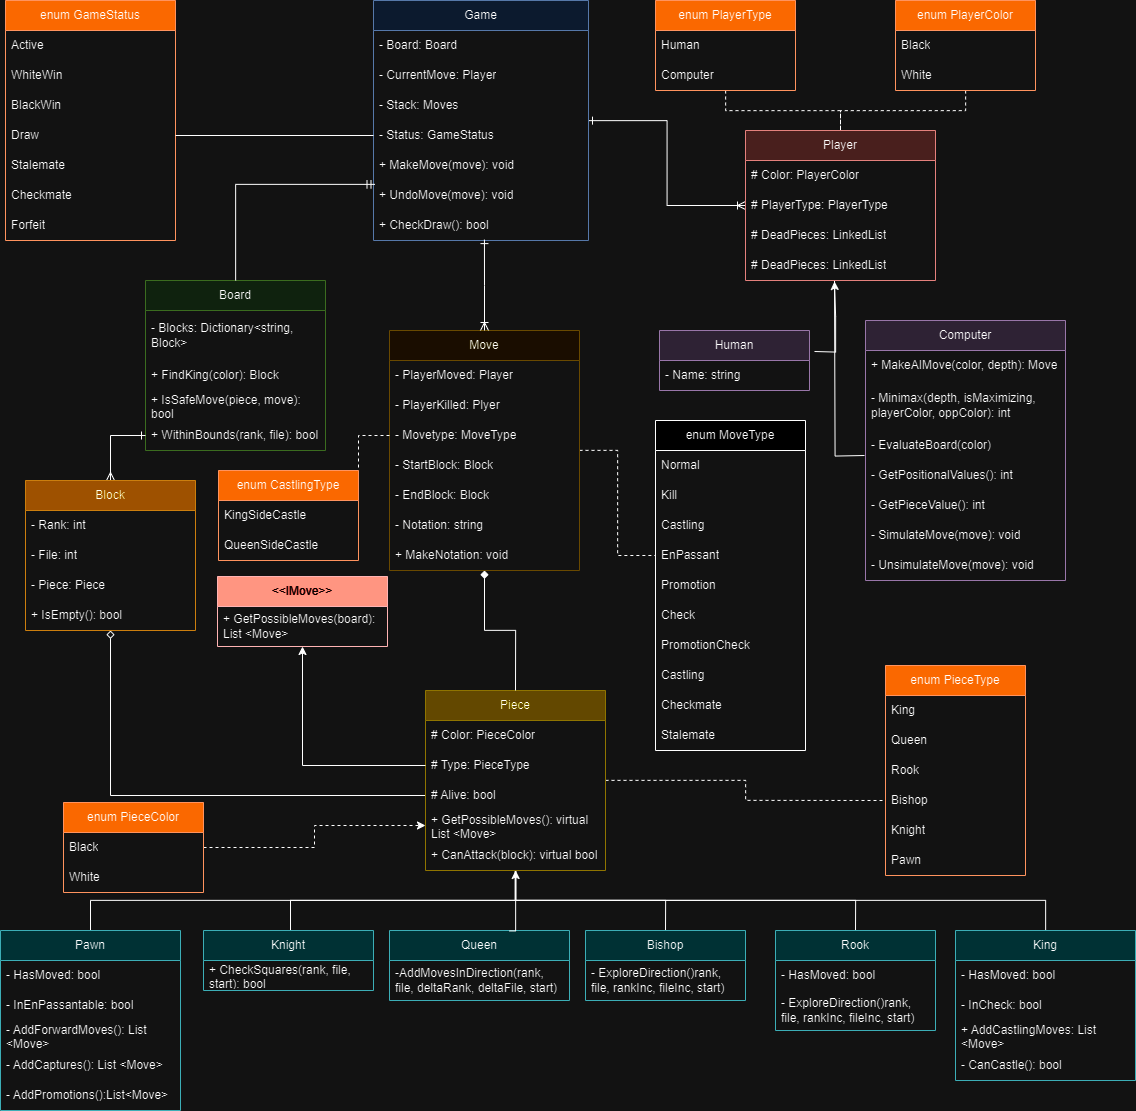 enum GameStatus
Active
WhiteWin
BlackWin
Draw
Stalemate
Checkmate
Forfeit
Game
- Board: Board
- CurrentMove: Player
- Stack: Moves
- Status: GameStatus
+ MakeMove(move): void
+ UndoMove(move): void
+ CheckDraw(): bool
enum PlayerType
Human
Computer
enum PlayerColor
Black
White
Player
# Color: PlayerColor
# PlayerType: PlayerType
# DeadPieces: LinkedList
# DeadPieces: LinkedList
Board
- Blocks: Dictionary<string,
Block>
+ FindKing(color): Block
+ IsSafeMove(piece, move):
bool
+ WithinBounds(rank, file): bool
Move
- PlayerMoved: Player
- PlayerKilled: Plyer
- Movetype: MoveType
- StartBlock: Block
- EndBlock: Block
- Notation: string
+ MakeNotation: void
Human
- Name: string
Computer
+ MakeAIMove(color, depth): Move
- Minimax(depth, isMaximizing,
playerColor, oppColor): int
- EvaluateBoard(color)
- GetPositionalValues(): int
- GetPieceValue(): int
- SimulateMove(move): void
- UnsimulateMove(move): void
enum MoveType
Normal
Kill
Castling
EnPassant
Promotion
Check
PromotionCheck
Castling
Checkmate
Stalemate
Block
- Rank: int
- File: int
- Piece: Piece
+ IsEmpty(): bool
enum CastlingType
KingSideCastle
QueenSideCastle
<<IMove>>
+ GetPossibleMoves(board):
List <Move>
Piece
# Color: PieceColor
# Type: PieceType
# Alive: bool
+ GetPossibleMoves(): virtual
List <Move>
+ CanAttack(block): virtual bool
enum PieceType
King
Queen
Rook
Bishop
Knight
Pawn
enum PieceColor
Black
White
Pawn
- HasMoved: bool
- InEnPassantable: bool
- AddForwardMoves(): List
<Move>
- AddCaptures(): List <Move>
- AddPromotions():List<Move>
Knight
+ CheckSquares(rank, file,
start): bool
Queen
-AddMovesInDirection(rank,
file, deltaRank, deltaFile, start)
Bishop
- ExploreDirection()rank,
file, rankInc, fileInc, start)
Rook
- HasMoved: bool
- ExploreDirection()rank,
file, rankInc, fileInc, start)
King
- HasMoved: bool
- InCheck: bool
+ AddCastlingMoves: List
<Move>
- CanCastle(): bool